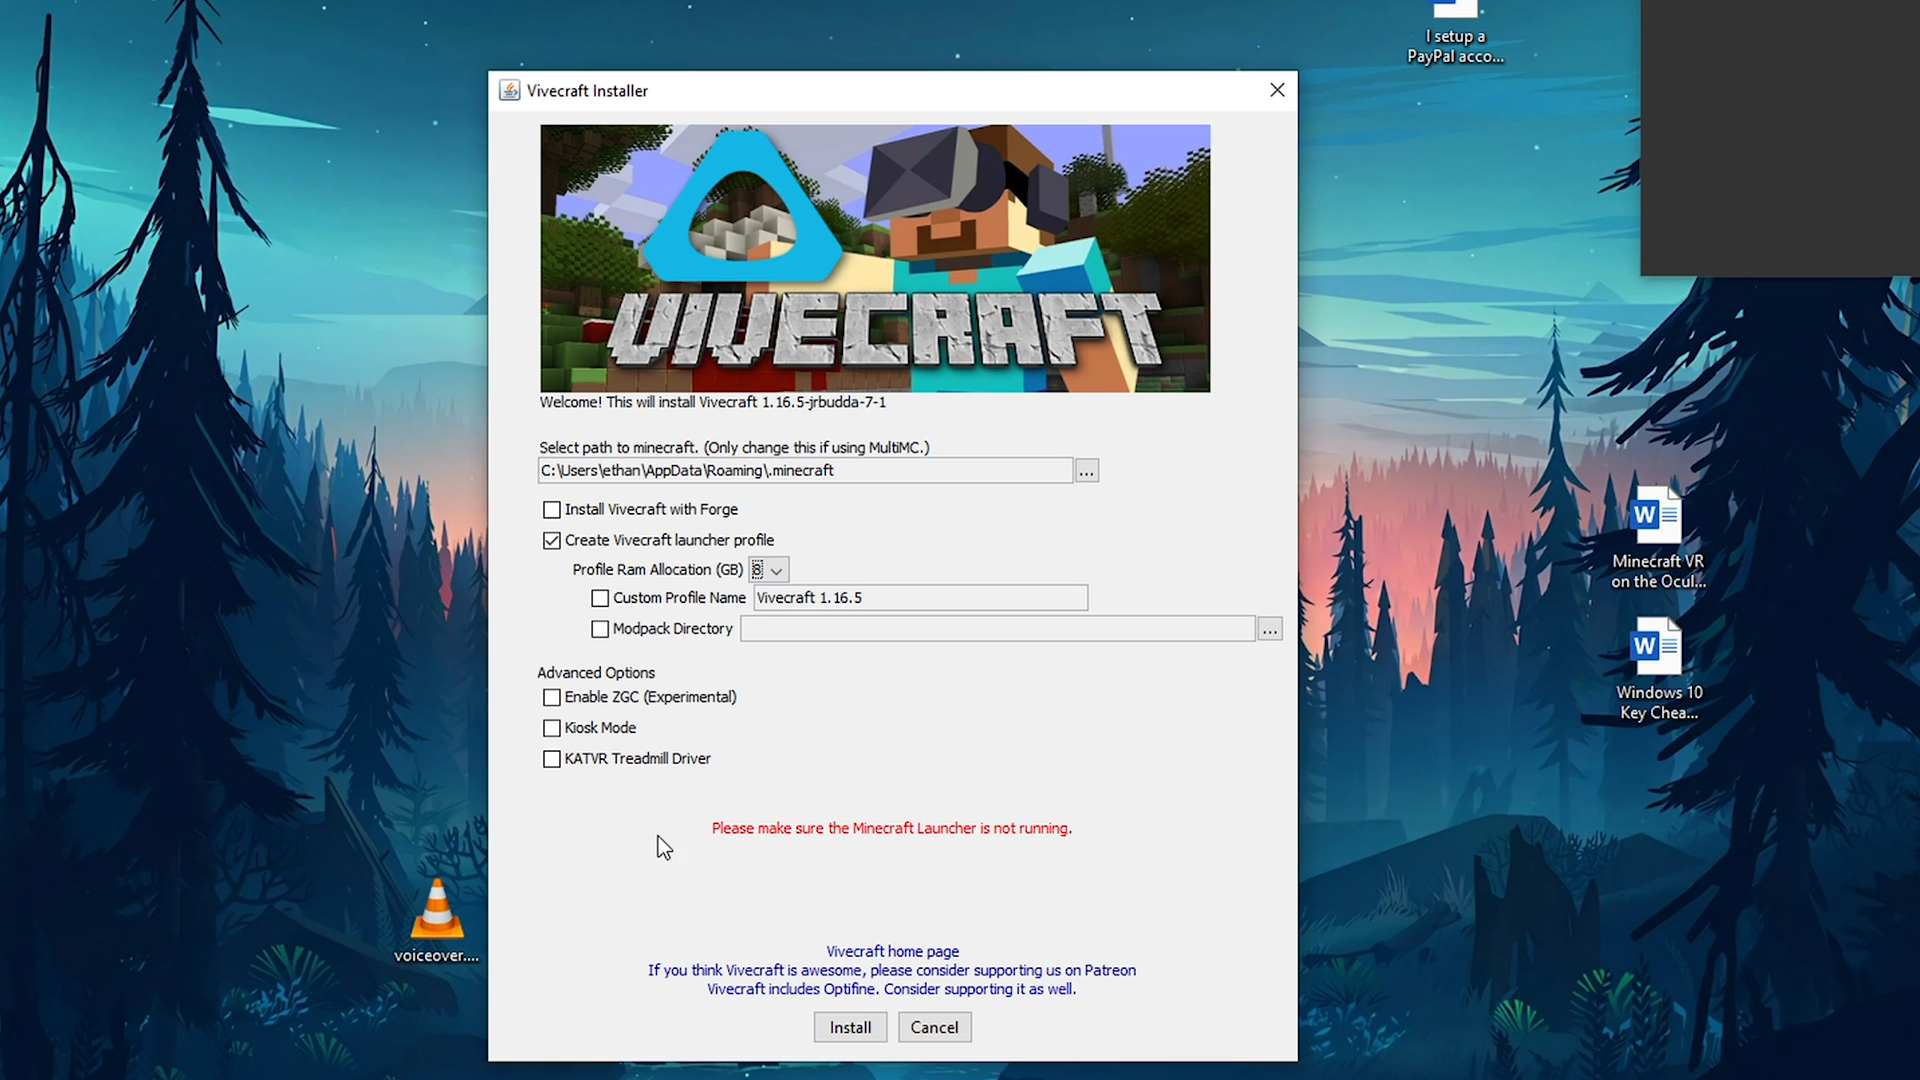 I setup a
PayPal acco...
Vivecraft Installer
VIVECRAFT
Welcome! This will install Vivecraft 1.16.5-jrbudda-7-1
Select path to minecraft. (Only change this if using MultiMC.)
C:\Users\ethan\AppData\Roaming\.minecraft
...
Install Vivecraft with Forge
Create Vivecraft launcher profile
Profile Ram Allocation (GB) 8
Custom Profile Name Vivecraft 1.16.5
Modpack Directory ...
Advanced Options
Enable ZGC (Experimental)
Kiosk Mode
KATVR Treadmill Driver
Please make sure the Minecraft Launcher is not running.
Vivecraft home page
If you think Vivecraft is awesome, please consider supporting us on Patreon
Vivecraft includes Optifine. Consider supporting it as well.
Install Cancel
W
Minecraft VR
on the Ocul...
W
Windows 10
Key Chea...
voiceover....